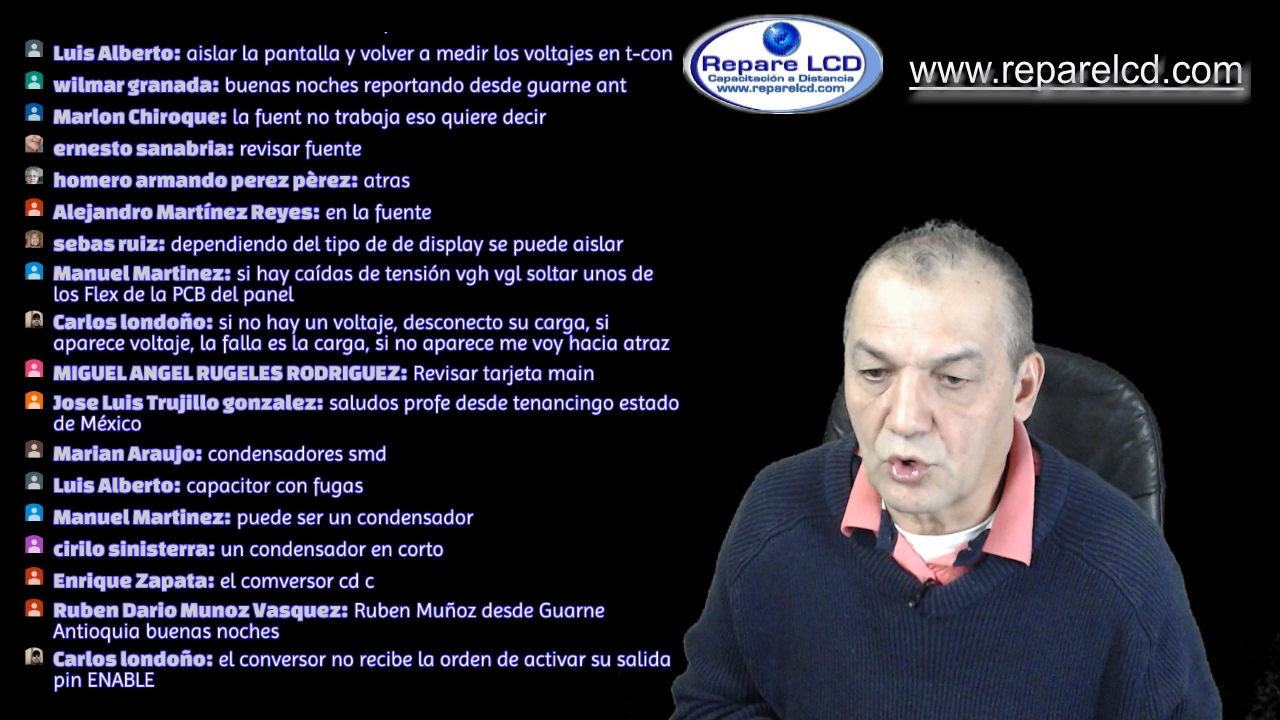 Luis Alberto: aislar la pantalla y volver a medir los voltajes en t-con
wilmar granada: buenas noches reportando desde guarne ant
Marlon Chiroque: la fuent no trabaja eso quiere decir
ernesto sanabria: revisar fuente
homero armando perez pèrez: atras
Alejandro Martínez Reyes: en la fuente
sebas ruiz: dependiendo del tipo de de display se puede aislar
Manuel Martinez: si hay caídas de tensión vgh vgl soltar unos de
los Flex de la PCB del panel
Carlos londoño: si no hay un voltaje, desconecto su carga, si
aparece voltaje, la falla es la carga, si no aparece me voy hacia atraz
MIGUEL ANGEL RUGELES RODRIGUEZ: Revisar tarjeta main
Jose Luis Trujillo gonzalez: saludos profe desde tenancingo estado
de México
Marian Araujo: condensadores smd
Luis Alberto: capacitor con fugas
Manuel Martinez: puede ser un condensador
cirilo sinisterra: un condensador en corto
Enrique Zapata: el comversor cd c
Ruben Dario Munoz Vasquez: Ruben Muñoz desde Guarne
Antioquia buenas noches
Carlos londoño: el conversor no recibe la orden de activar su salida
pin ENABLE
Repare LCD
Capacitación a Distancia
www.reparelcd.com
www.reparelcd.com